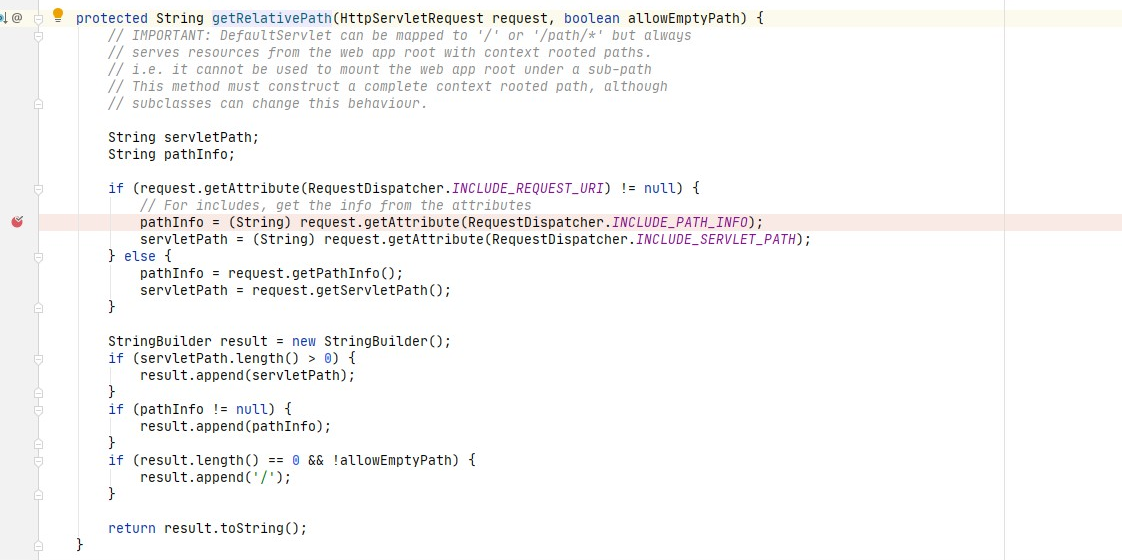 @ protected String getRelativePath(HttpServletRequest request, boolean allowEmptyPath) {
// IMPORTANT: DefaultServlet can be mapped to '/' or '/path/*' but always
// serves resources from the web app root with context rooted paths.
// i.e. it cannot be used to mount the web app root under a sub-path
// This method must construct a complete context rooted path, although
// subclasses can change this behaviour.
String servletPath;
String pathInfo;
if (request.getAttribute(RequestDispatcher.INCLUDE_REQUEST_URI) != null) {
// For includes, get the info from the attributes
pathInfo = (String) request.getAttribute(RequestDispatcher.INCLUDE_PATH_INFO);
servletPath = (String) request.getAttribute(RequestDispatcher.INCLUDE_SERVLET_PATH);
} else {
pathInfo = request.getPathInfo();
servletPath = request.getServletPath();
}
StringBuilder result = new StringBuilder();
if (servletPath.length() > 0) {
result.append(servletPath);
}
if (pathInfo != null) {
result.append(pathInfo);
}
if (result.length() == 0 && !allowEmptyPath) {
result.append('/');
}
return result.toString();
}